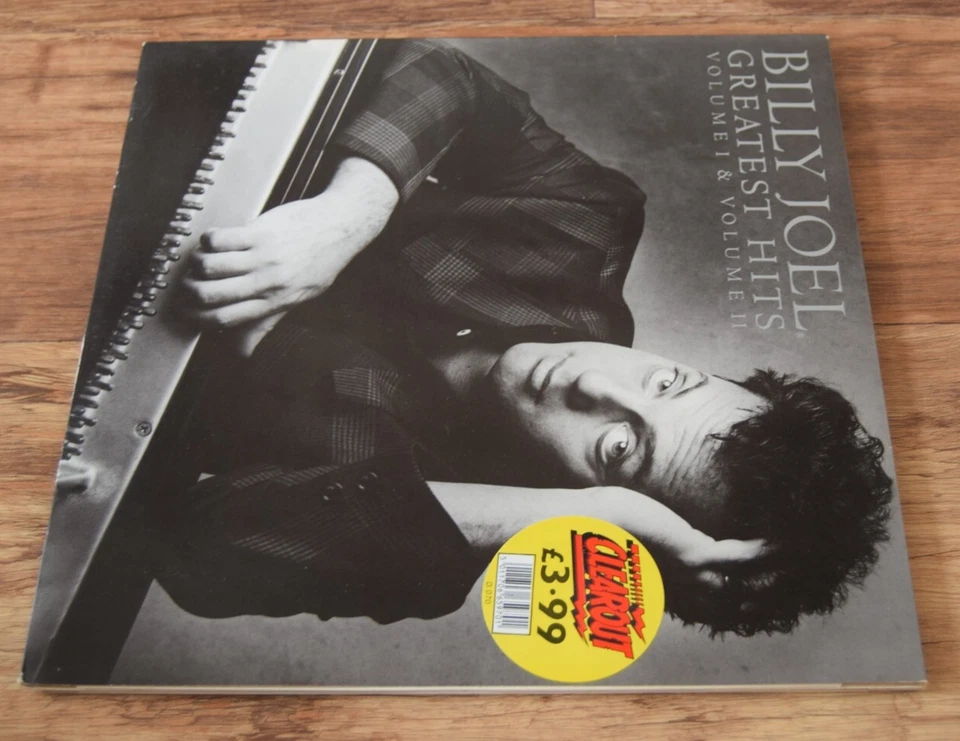 BILLY JOEL
GREATEST HITS
VOLUME I & VOLUME II
CLEAROUT
£3.99